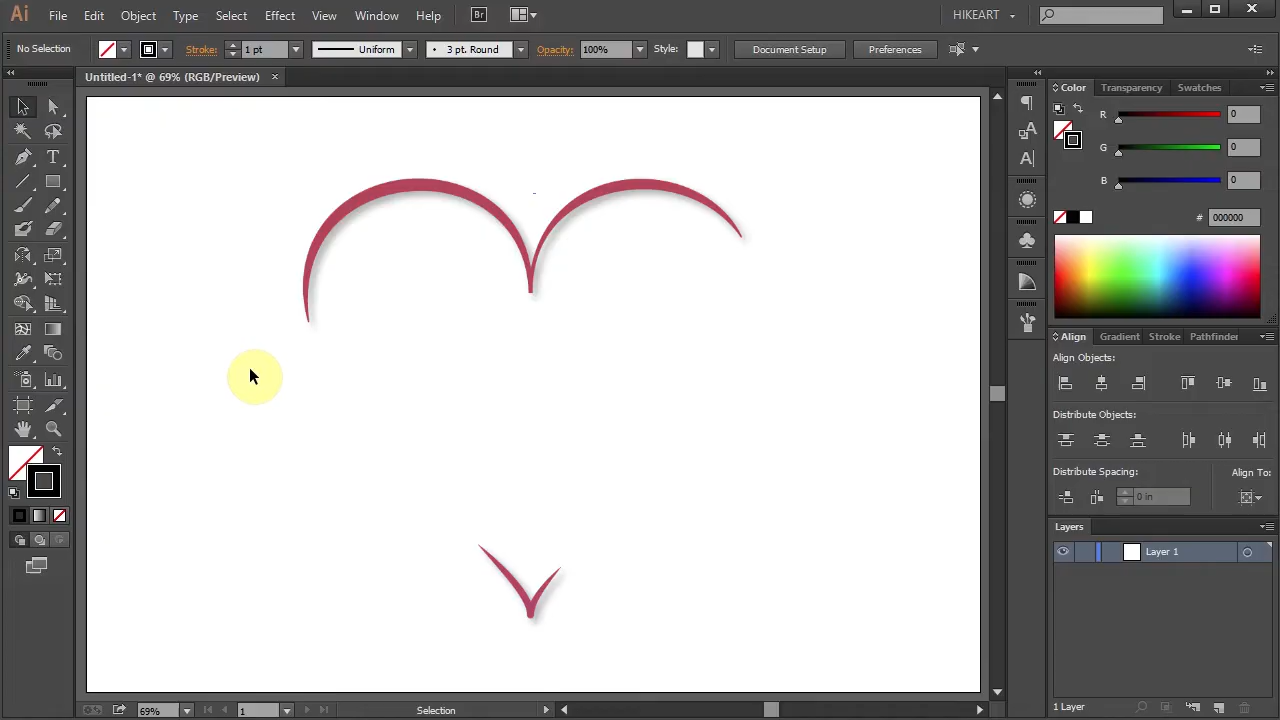 Ai File Edit Object Type Select Effect View Window Help Br HIKEART
No Selection Stroke: 1 pt Uniform 3 pt. Round Opacity: 100% Style: Document Setup Preferences
Untitled-1* @ 69% (RGB/Preview)
Color Transparency Swatches
R 0
G 0
B 0
# 000000
Align Gradient Stroke Pathfinder
Align Objects:
Distribute Objects:
Distribute Spacing: Align To:
0 in
Layers
Layer 1
1 Layer
69% 1 Selection